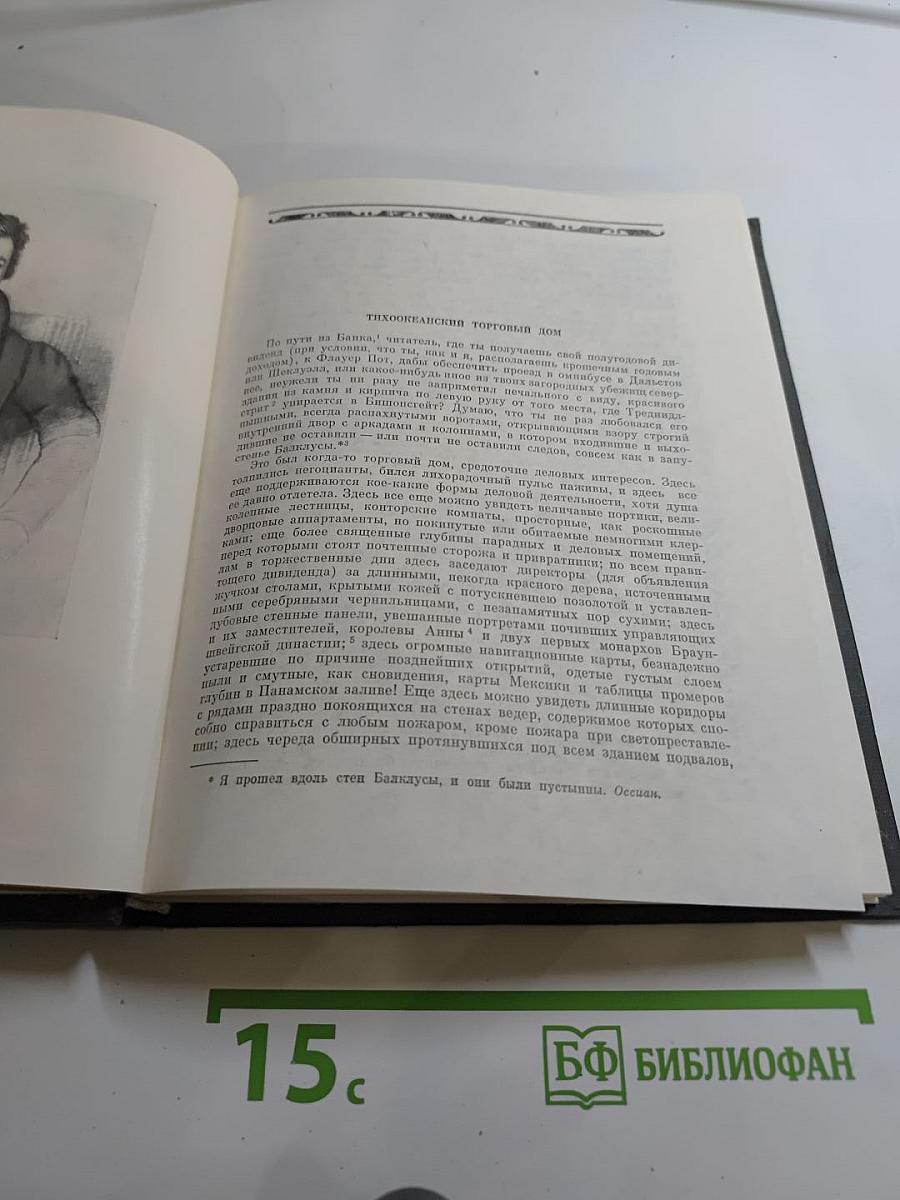 ТИХООКЕАНСКИЙ ТОРГОВЫЙ ДОМ
По пути из Банка,¹ читатель, где ты получаешь свой полугодовой ди-
виденд (при условии, что ты, как и я, располагаешь крошечным годовым
доходом), к Флауер Пот, дабы обеспечить проезд в омнибусе в Далстон
или Шеклуэлл, или какое-нибудь иное из твоих загородных убежищ север-
нее, неужели ты ни разу не заприметил печального с виду, красивого
здания из камня и кирпича по левую руку от того места, где Треднидл-
стрит² упирается в Бишопсгейт? Думаю, что ты не раз любовался его
пышными, всегда распахнутыми воротами, открывающими взору строгий
внутренний двор с аркадами и колоннами, в котором входившие и выхо-
дившие не оставили — или почти не оставили следов, совсем как в запу-
стенье Балклусы.*³
Это был когда-то торговый дом, средоточие деловых интересов. Здесь
толпились негоцианты, бился лихорадочный пульс наживы, и здесь все
еще поддерживаются кое-какие формы деловой деятельности, хотя душа
ее давно отлетела. Здесь все еще можно увидеть величавые портики, вели-
колепные лестницы, конторские комнаты, просторные, как роскошные
дворцовые аппартаменты, но покинутые или обитаемые немногими клер-
ками; еще более священные глубины парадных и деловых помещений,
перед которыми стоят почтенные сторожа и привратники; по всем прави-
лам в торжественные дни здесь заседают директоры (для объявления
тощего дивиденда) за длинными, некогда красного дерева, источенными
жучком столами, крытыми кожей с потускневшею позолотой и уставлен-
ными серебряными чернильницами, с незапамятных пор сухими; здесь
дубовые стенные панели, увешанные портретами почивших управляющих
и их заместителей, королевы Анны⁴ и двух первых монархов Браун-
швейгской династии;⁵ здесь огромные навигационные карты, безнадежно
устаревшие по причине позднейших открытий, одетые густым слоем
пыли и смутные, как сновидения, карты Мексики и таблицы промеров
глубин в Панамском заливе! Еще здесь можно увидеть длинные коридоры
с рядами праздно покоящихся на стенах ведер, содержимое которых спо-
собно справиться с любым пожаром, кроме пожара при светопреставле-
нии; здесь череда обширных протянувшихся под всем зданием подвалов,
* Я прошел вдоль стен Балклусы, и они были пустынны. Оссиан.
15 с
БФ БИБЛИОФАН